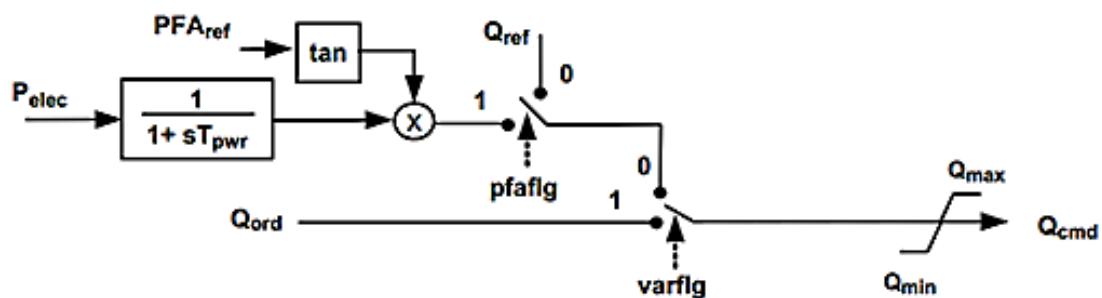 PFAref
tan
Qref
0
Pelec
1
1+ sTpwr
X
1
pfaflg
0
1
Qord
varflg
Qmax
Qcmd
Qmin